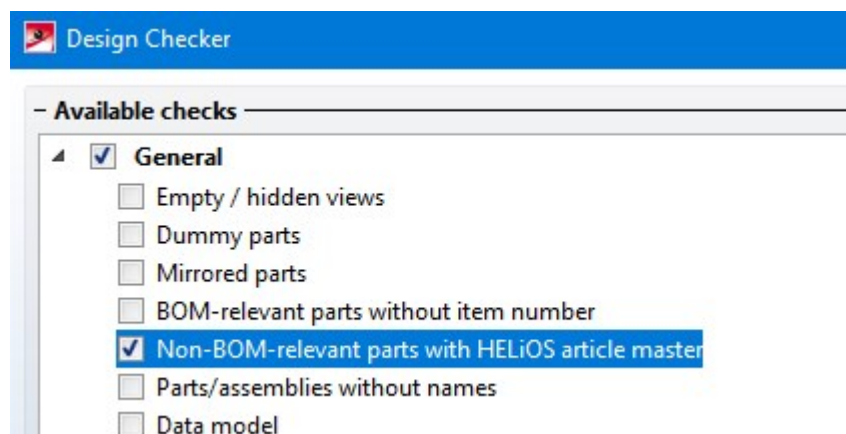 Design Checker
Available checks
General
Empty / hidden views
Dummy parts
Mirrored parts
BOM-relevant parts without item number
Non-BOM-relevant parts with HELiOS article master
Parts/assemblies without names
Data model